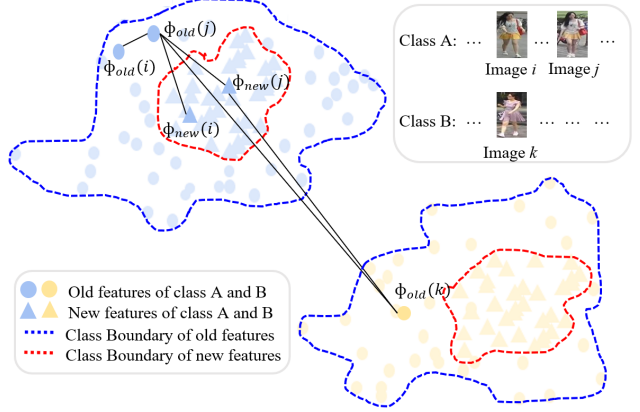 ϕold(j)
ϕold(i)
ϕnew(j)
ϕnew(i)
Class A: ... ... ...
Image i Image j
Class B: ... ... ... ...
Image k
ϕold(k)
Old features of class A and B
New features of class A and B
Class Boundary of old features
Class Boundary of new features